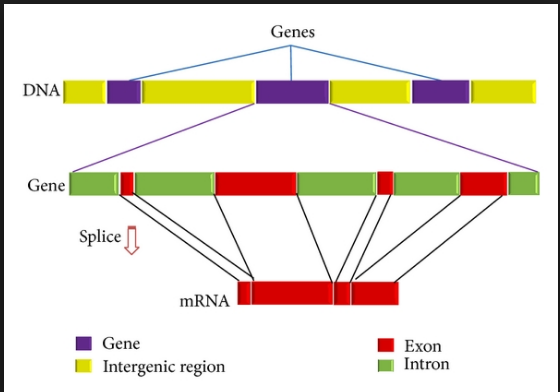 Genes
DNA
Gene
Splice
mRNA
Gene
Exon
Intergenic region
Intron